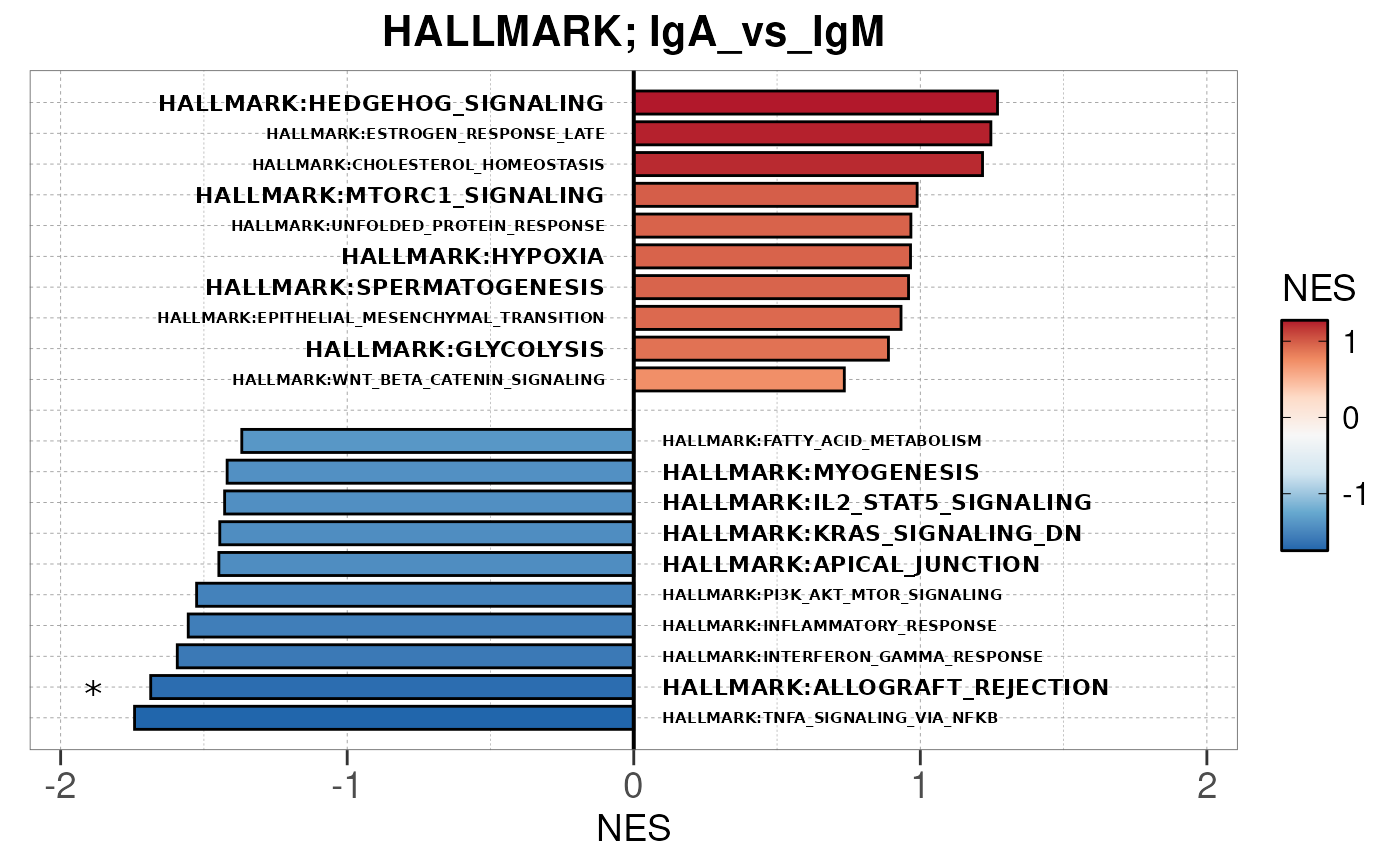 HALLMARK; IgA_vs_IgM
HALLMARK:HEDGEHOG_SIGNALING
HALLMARK:ESTROGEN_RESPONSE_LATE
HALLMARK:CHOLESTEROL_HOMEOSTASIS
HALLMARK:MTORC1_SIGNALING
HALLMARK:UNFOLDED_PROTEIN_RESPONSE
HALLMARK:HYPOXIA
HALLMARK:SPERMATOGENESIS
HALLMARK:EPITHELIAL_MESENCHYMAL_TRANSITION
HALLMARK:GLYCOLYSIS
HALLMARK:WNT_BETA_CATENIN_SIGNALING
HALLMARK:FATTY_ACID_METABOLISM
HALLMARK:MYOGENESIS
HALLMARK:IL2_STAT5_SIGNALING
HALLMARK:KRAS_SIGNALING_DN
HALLMARK:APICAL_JUNCTION
HALLMARK:PI3K_AKT_MTOR_SIGNALING
HALLMARK:INFLAMMATORY_RESPONSE
HALLMARK:INTERFERON_GAMMA_RESPONSE
* HALLMARK:ALLOGRAFT_REJECTION
HALLMARK:TNFA_SIGNALING_VIA_NFKB
-2 -1 0 1 2
NES
NES
1
0
-1